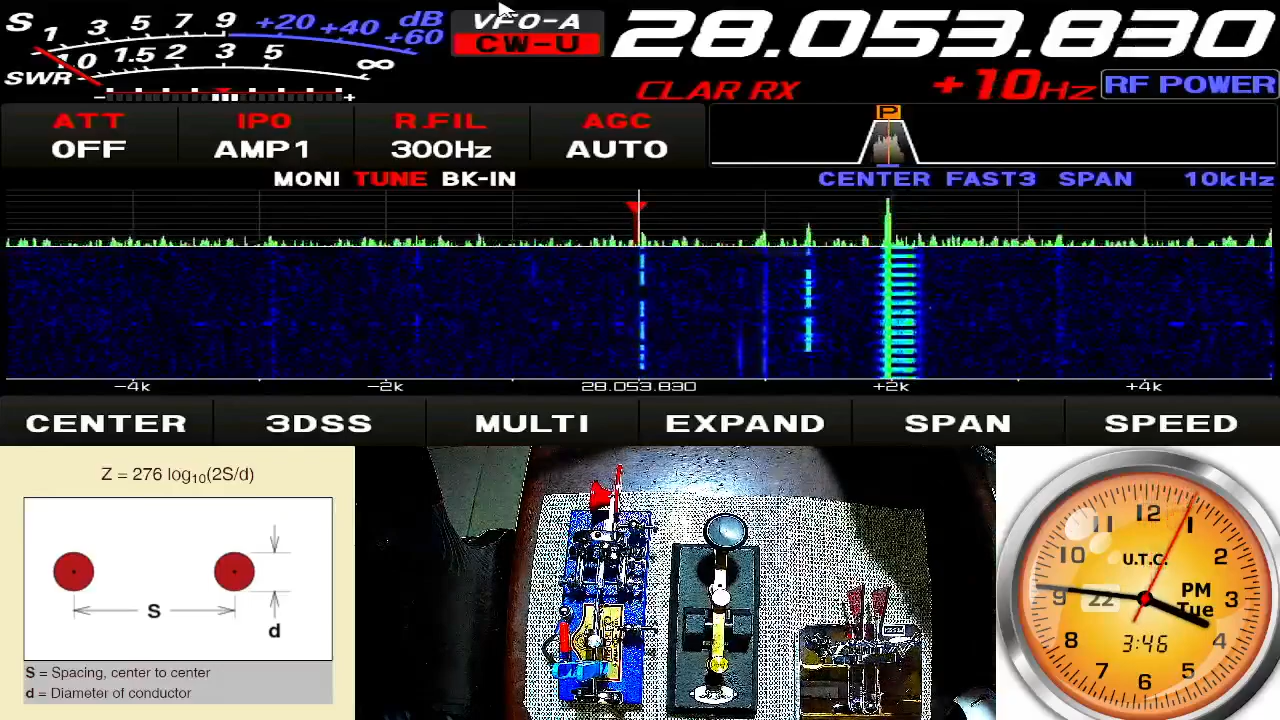 S 1 3 5 7 9 +20 +40 +60 dB
SWR 1.0 1.5 2 3 5 ∞
− +
VFO-A
CW-U
28.053.830
CLAR RX +10Hz RF POWER
ATT IPO R.FIL AGC
OFF AMP1 300Hz AUTO
P
MONI TUNE BK-IN
CENTER FAST3 SPAN 10kHz
-4k -2k 28.053.830 +2k +4k
CENTER 3DSS MULTI EXPAND SPAN SPEED
Z = 276 log10(2S/d)
S
d
S = Spacing, center to center
d = Diameter of conductor
12 1 2 3 4 5 6 7 8 9 10 11
U.T.C.
22
PM
Tue
3:46